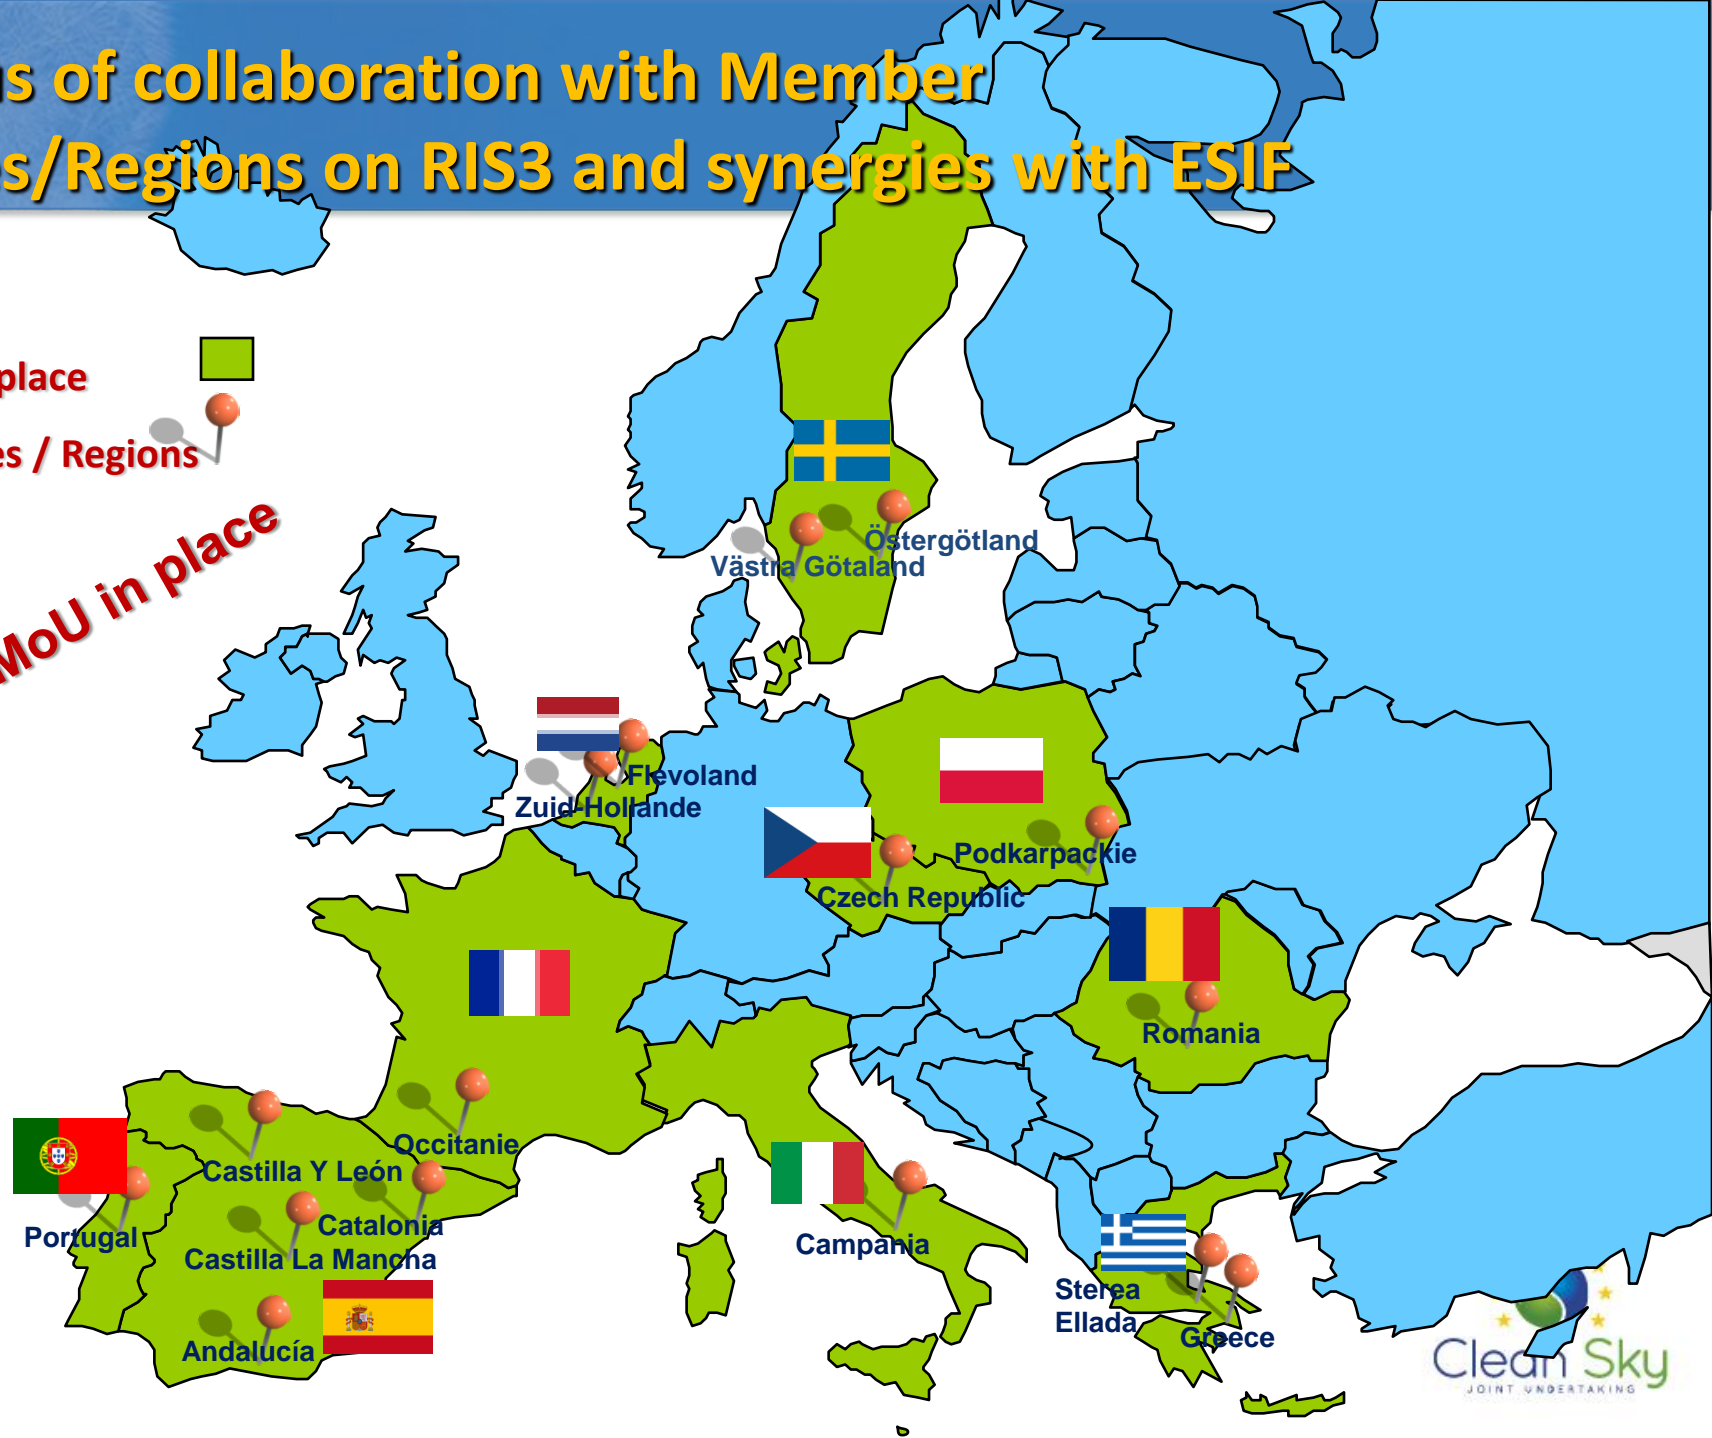 s of collaboration with Member
s/Regions on RIS3 and synergies with ESIF
place
es / Regions
MoU in place
Östergötland
Västra Götaland
Flevoland
Zuid-Hollande
Podkarpackie
Czech Republic
Romania
Occitanie
Castilla Y León
Catalonia
Portugal
Castilla La Mancha
Campania
Sterea
Ellada
Greece
Andalucía
Clean Sky
JOINT UNDERTAKING